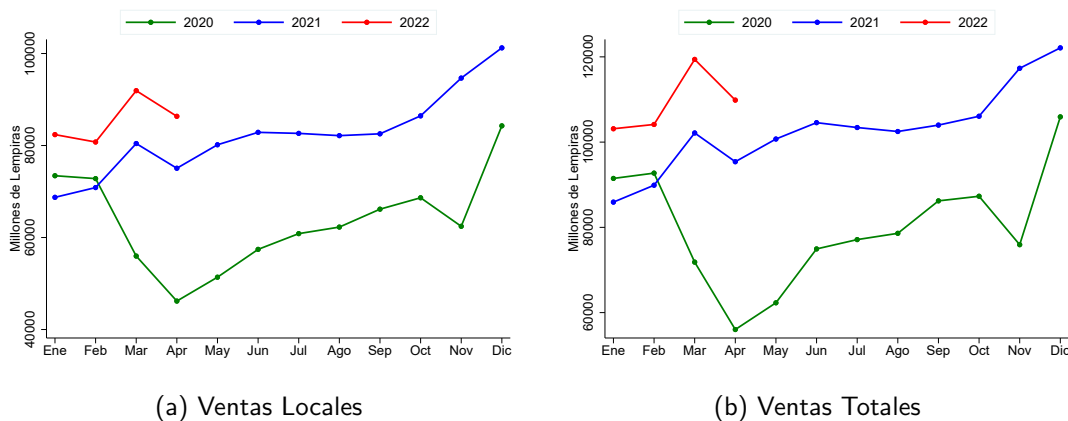 2020 2021 2022
Millones de Lempiras
100000
80000
60000
40000
Ene Feb Mar Apr May Jun Jul Ago Sep Oct Nov Dic
(a) Ventas Locales
2020 2021 2022
Millones de Lempiras
120000
100000
80000
60000
Ene Feb Mar Apr May Jun Jul Ago Sep Oct Nov Dic
(b) Ventas Totales